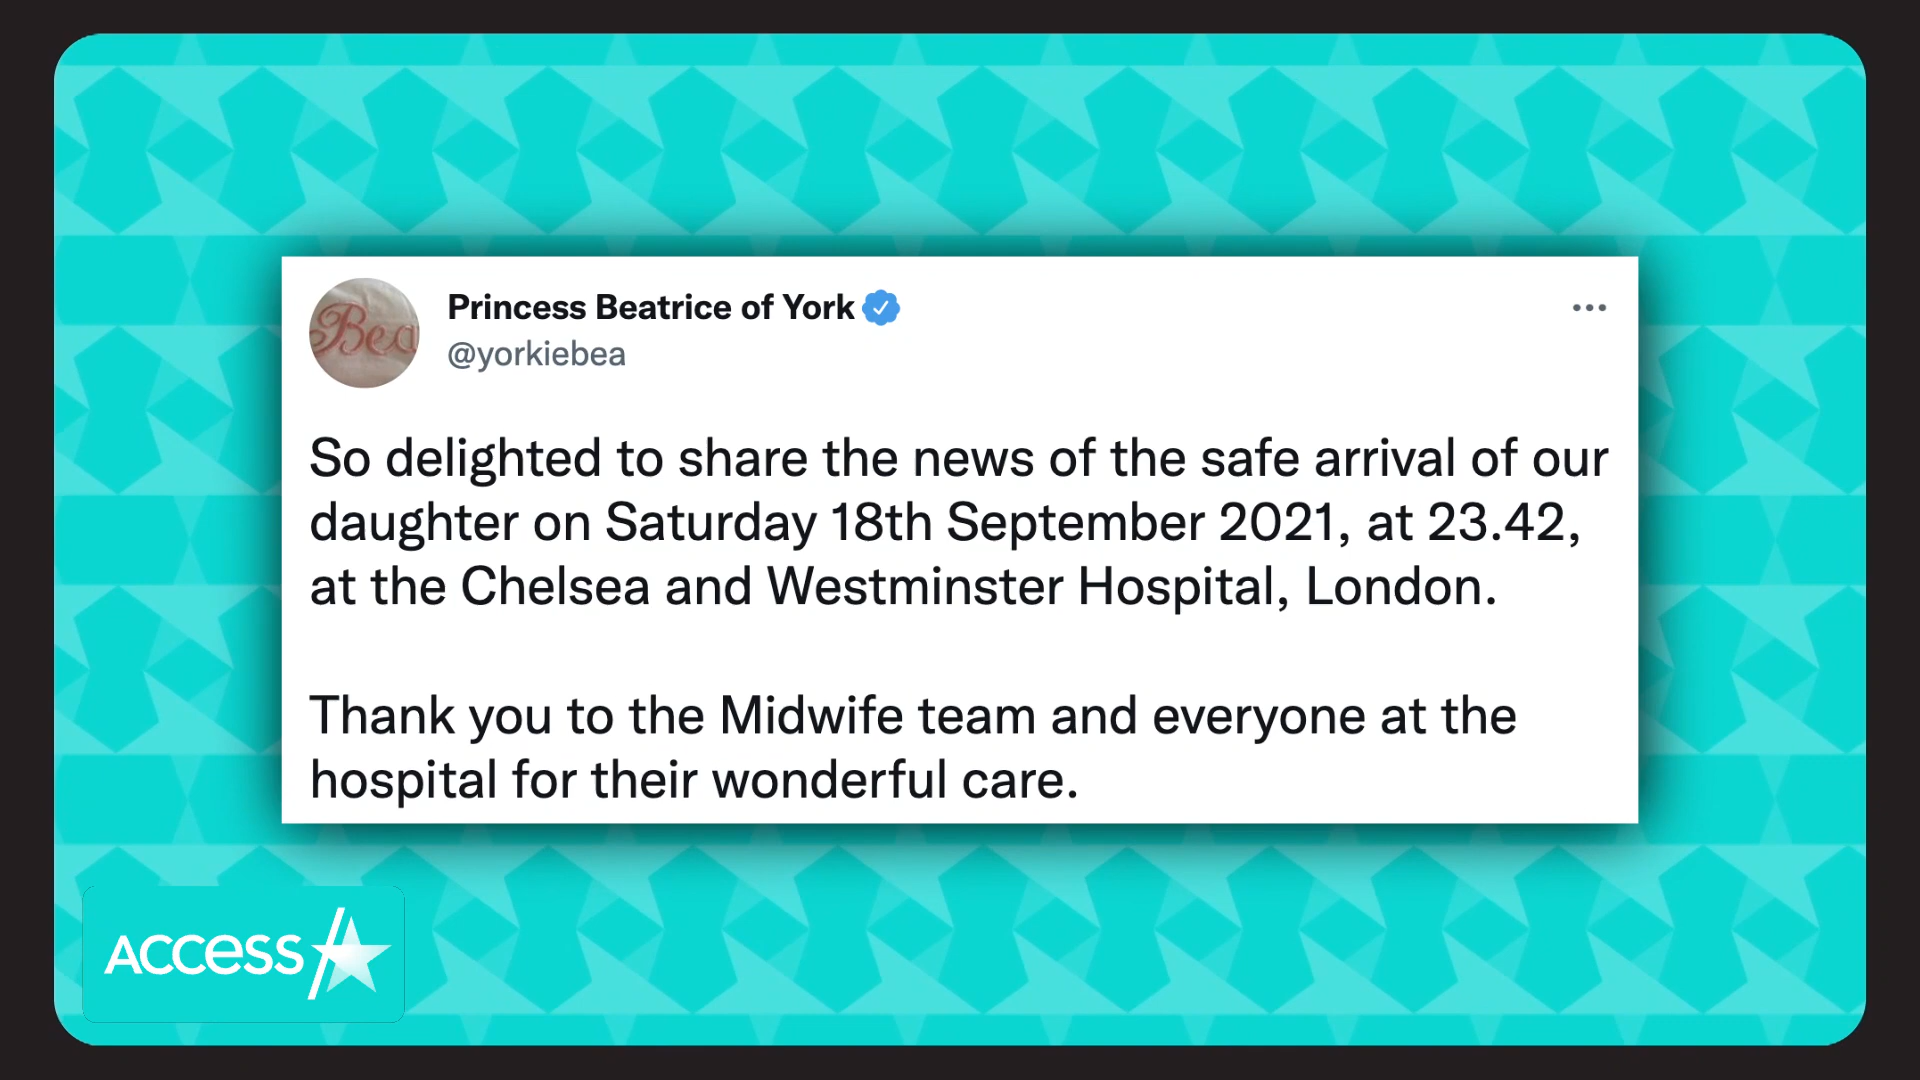 Bea
Princess Beatrice of York
@yorkiebea
So delighted to share the news of the safe arrival of our
daughter on Saturday 18th September 2021, at 23.42,
at the Chelsea and Westminster Hospital, London.
Thank you to the Midwife team and everyone at the
hospital for their wonderful care.
ACCESS